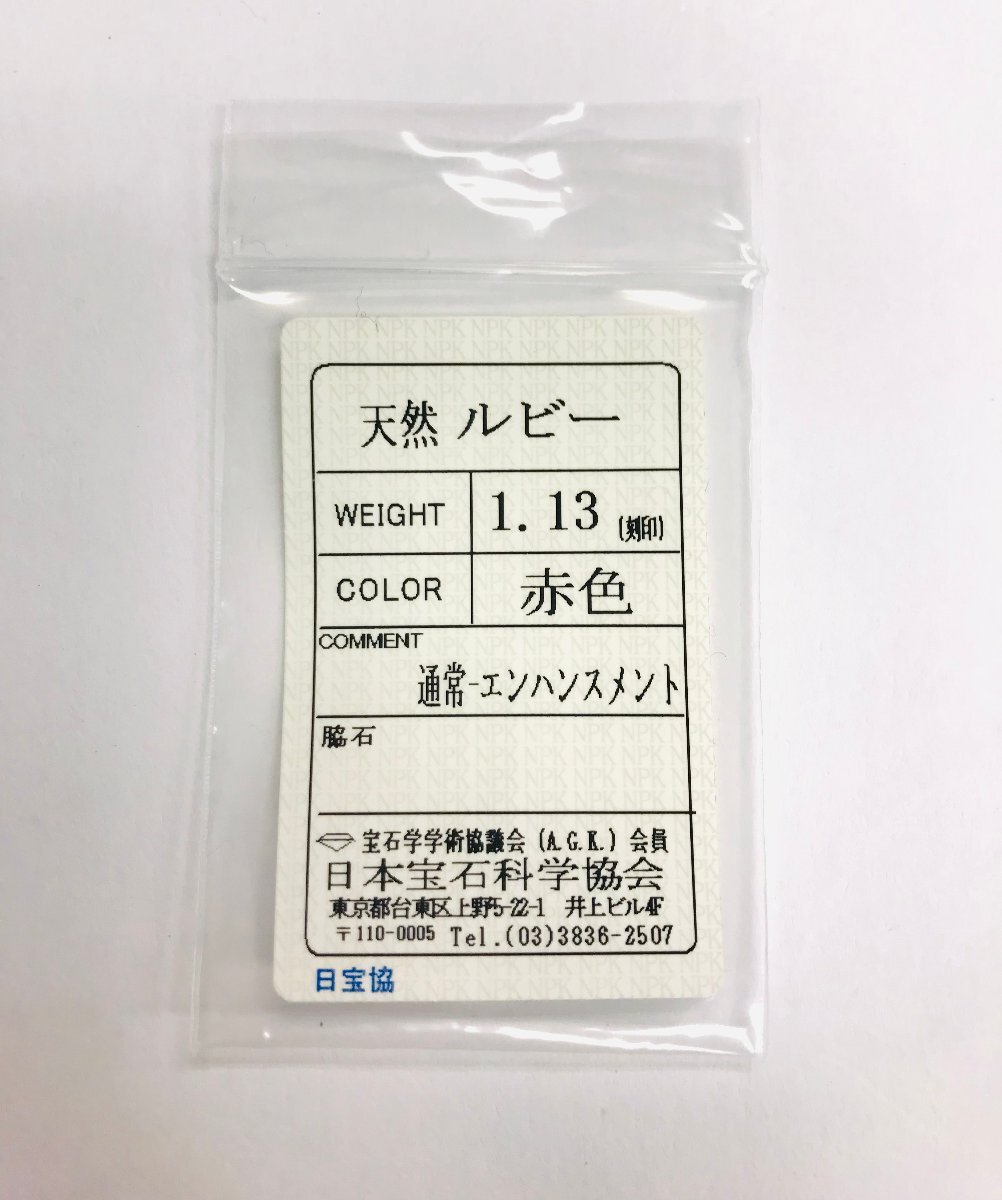 天然 ルビー
WEIGHT 1.13 (刻印)
COLOR 赤色
COMMENT
通常-エンハンスメント
脇石
宝石学学術協議会 (A.G.K.) 会員
日本宝石科学協会
東京都台東区上野5-22-1 井上ビル4F
〒110-0005 Tel.(03)3836-2507
日宝協